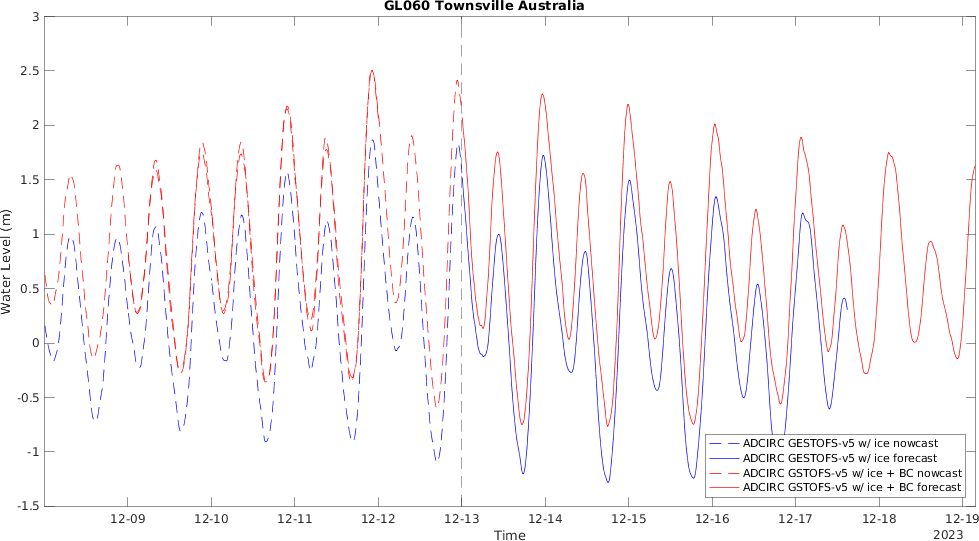 GL060 Townsville Australia
3
2.5
2
1.5
1
0.5
0
-0.5
-1
-1.5
Water Level (m)
ADCIRC GESTOFS-v5 w/ ice nowcast
ADCIRC GESTOFS-v5 w/ ice forecast
ADCIRC GSTOFS-v5 w/ ice + BC nowcast
ADCIRC GSTOFS-v5 w/ ice + BC forecast
12-09 12-10 12-11 12-12 12-13 12-14 12-15 12-16 12-17 12-18 12-19
Time
2023